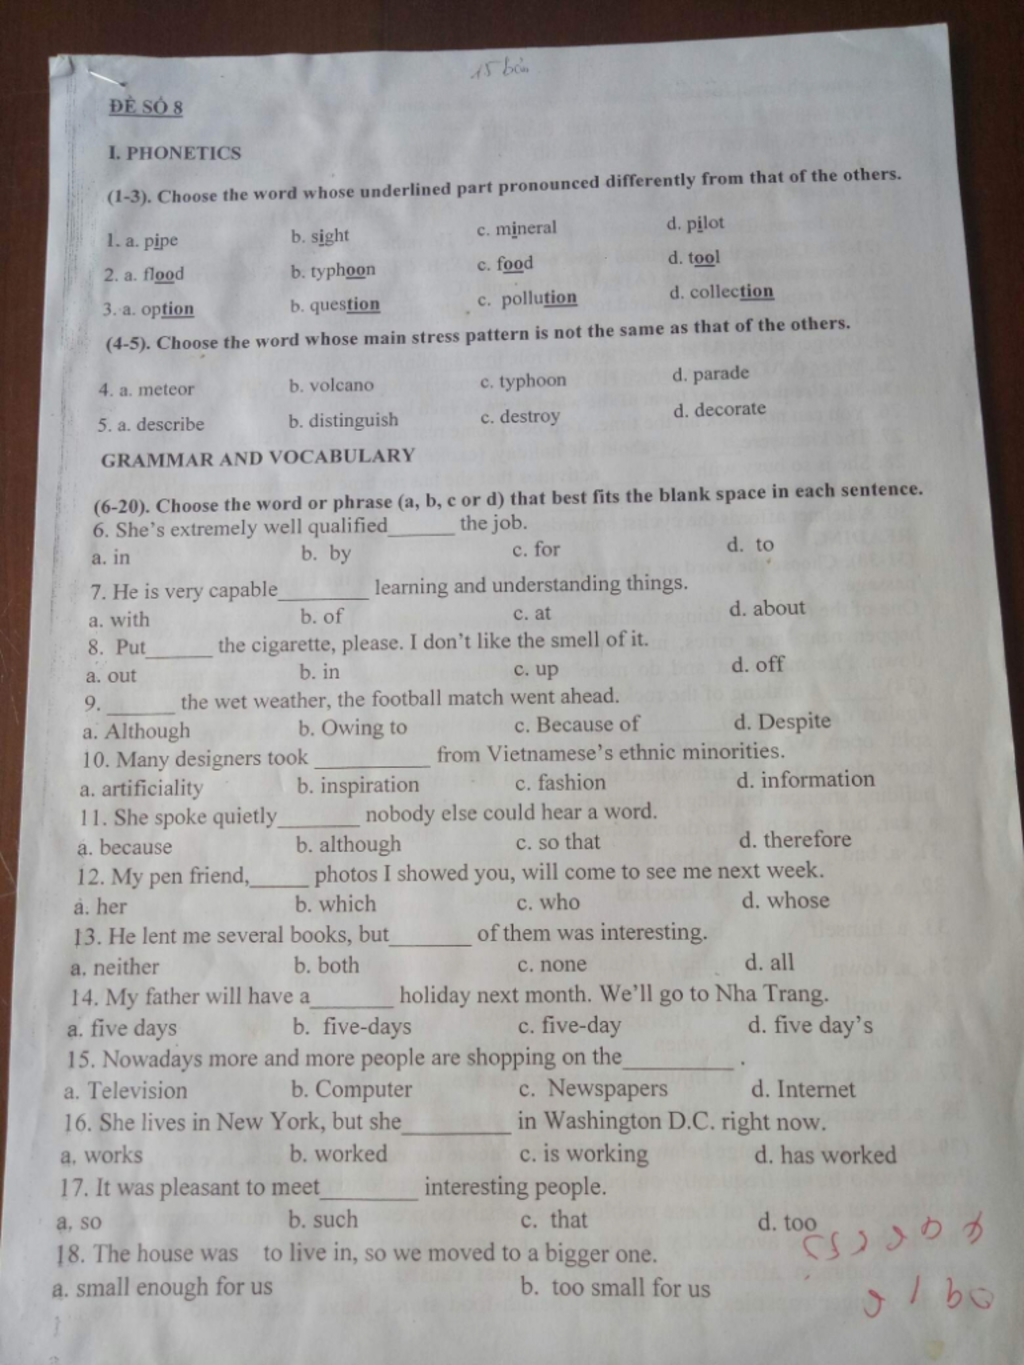 15 bản
ĐỀ SỐ 8
I. PHONETICS
(1-3). Choose the word whose underlined part pronounced differently from that of the others.
1. a. pipe b. sight c. mineral d. pilot
2. a. flood b. typhoon c. food d. tool
3. a. option b. question c. pollution d. collection
(4-5). Choose the word whose main stress pattern is not the same as that of the others.
4. a. meteor b. volcano c. typhoon d. parade
5. a. describe b. distinguish c. destroy d. decorate
GRAMMAR AND VOCABULARY
(6-20). Choose the word or phrase (a, b, c or d) that best fits the blank space in each sentence.
6. She's extremely well qualified______ the job.
a. in b. by c. for d. to
7. He is very capable________ learning and understanding things.
a. with b. of c. at d. about
8. Put______ the cigarette, please. I don't like the smell of it.
a. out b. in c. up d. off
9. ______ the wet weather, the football match went ahead.
a. Although b. Owing to c. Because of d. Despite
10. Many designers took __________ from Vietnamese's ethnic minorities.
a. artificiality b. inspiration c. fashion d. information
11. She spoke quietly_______ nobody else could hear a word.
a. because b. although c. so that d. therefore
12. My pen friend,_____ photos I showed you, will come to see me next week.
a. her b. which c. who d. whose
13. He lent me several books, but_______ of them was interesting.
a. neither b. both c. none d. all
14. My father will have a_______ holiday next month. We'll go to Nha Trang.
a. five days b. five-days c. five-day d. five day's
15. Nowadays more and more people are shopping on the_________ .
a. Television b. Computer c. Newspapers d. Internet
16. She lives in New York, but she_________ in Washington D.C. right now.
a. works b. worked c. is working d. has worked
17. It was pleasant to meet________ interesting people.
a. so b. such c. that d. too
18. The house was to live in, so we moved to a bigger one.
a. small enough for us b. too small for us